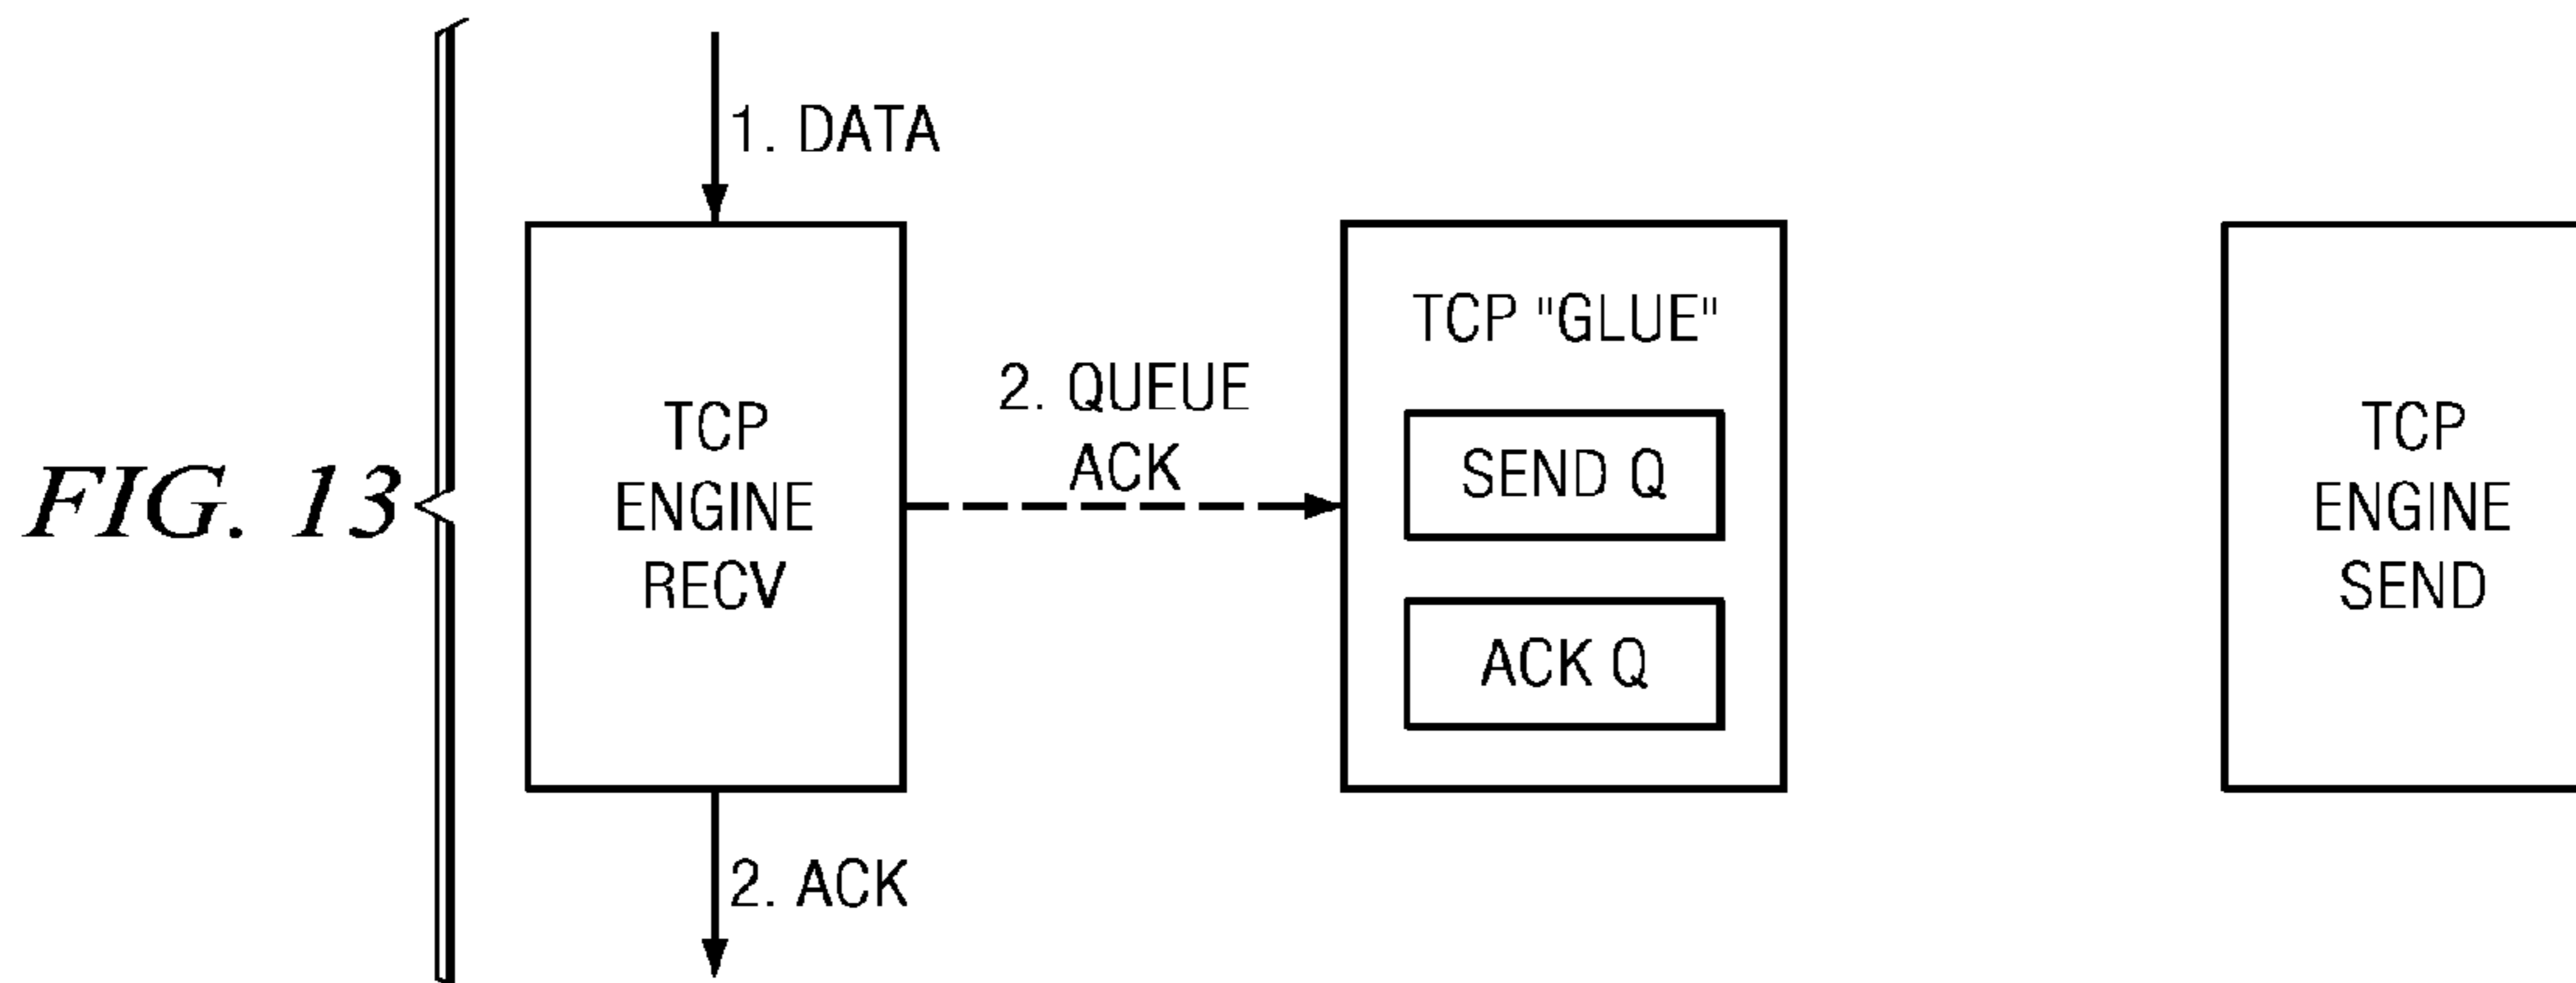 1. DATA
FIG. 13
TCP
ENGINE
RECV
2. ACK
2. QUEUE
ACK
TCP "GLUE"
SEND Q
ACK Q
TCP
ENGINE
SEND